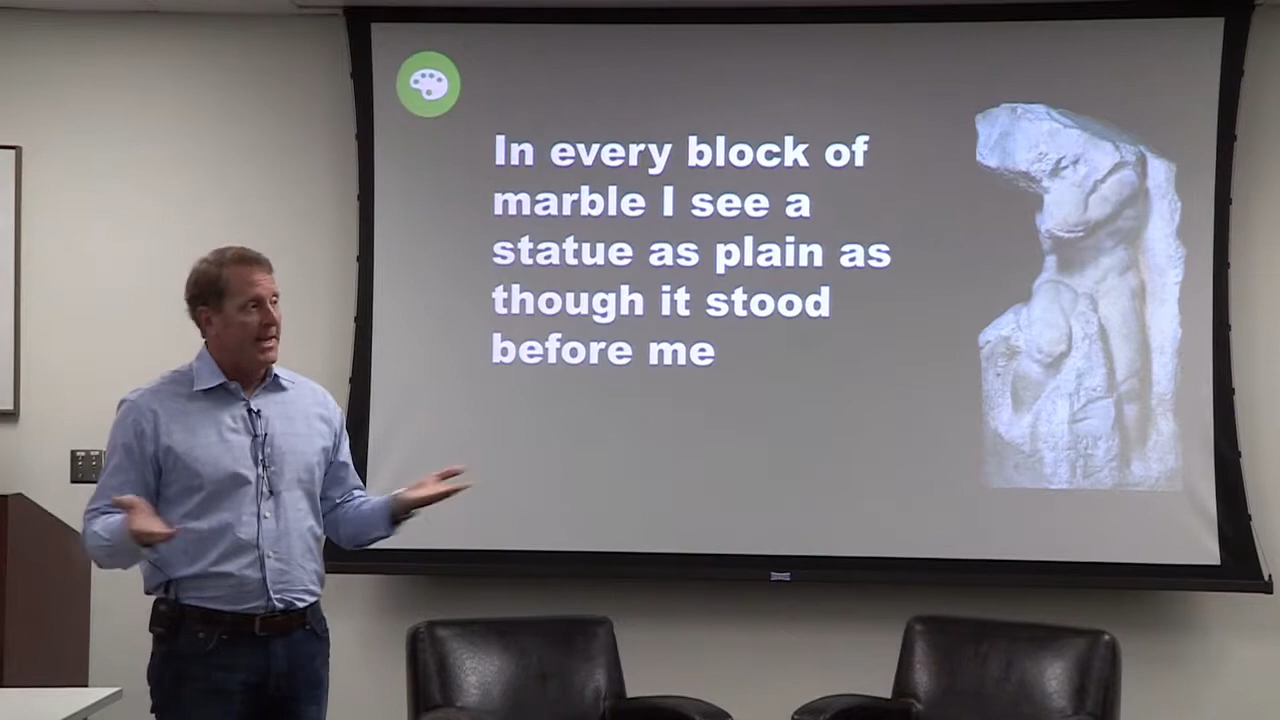 In every block of
marble I see a
statue as plain as
though it stood
before me